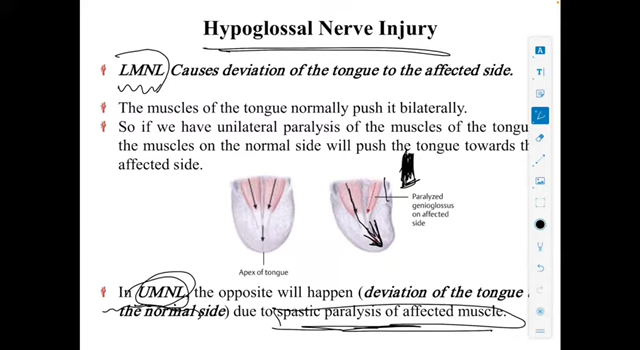 Hypoglossal Nerve Injury
LMNL Causes deviation of the tongue to the affected side.
The muscles of the tongue normally push it bilaterally.
So if we have unilateral paralysis of the muscles of the
the muscles on the normal side will push the tongue towards
affected side.
Paralyzed
genioglossus
on affected
side
Apex of tongue
In UMNL, the opposite will happen (deviation of the tongue
the normal side) due to spastic paralysis of affected muscle.
A
T